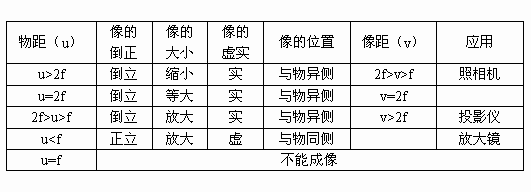 物距（u） 像的倒正 像的大小 像的虚实 像的位置 像距（v） 应用
u>2f 倒立 缩小 实 与物异侧 2f>v>f 照相机
u=2f 倒立 等大 实 与物异侧 v=2f
2f>u>f 倒立 放大 实 与物异侧 v>2f 投影仪
u<f 正立 放大 虚 与物同侧 放大镜
u=f 不能成像